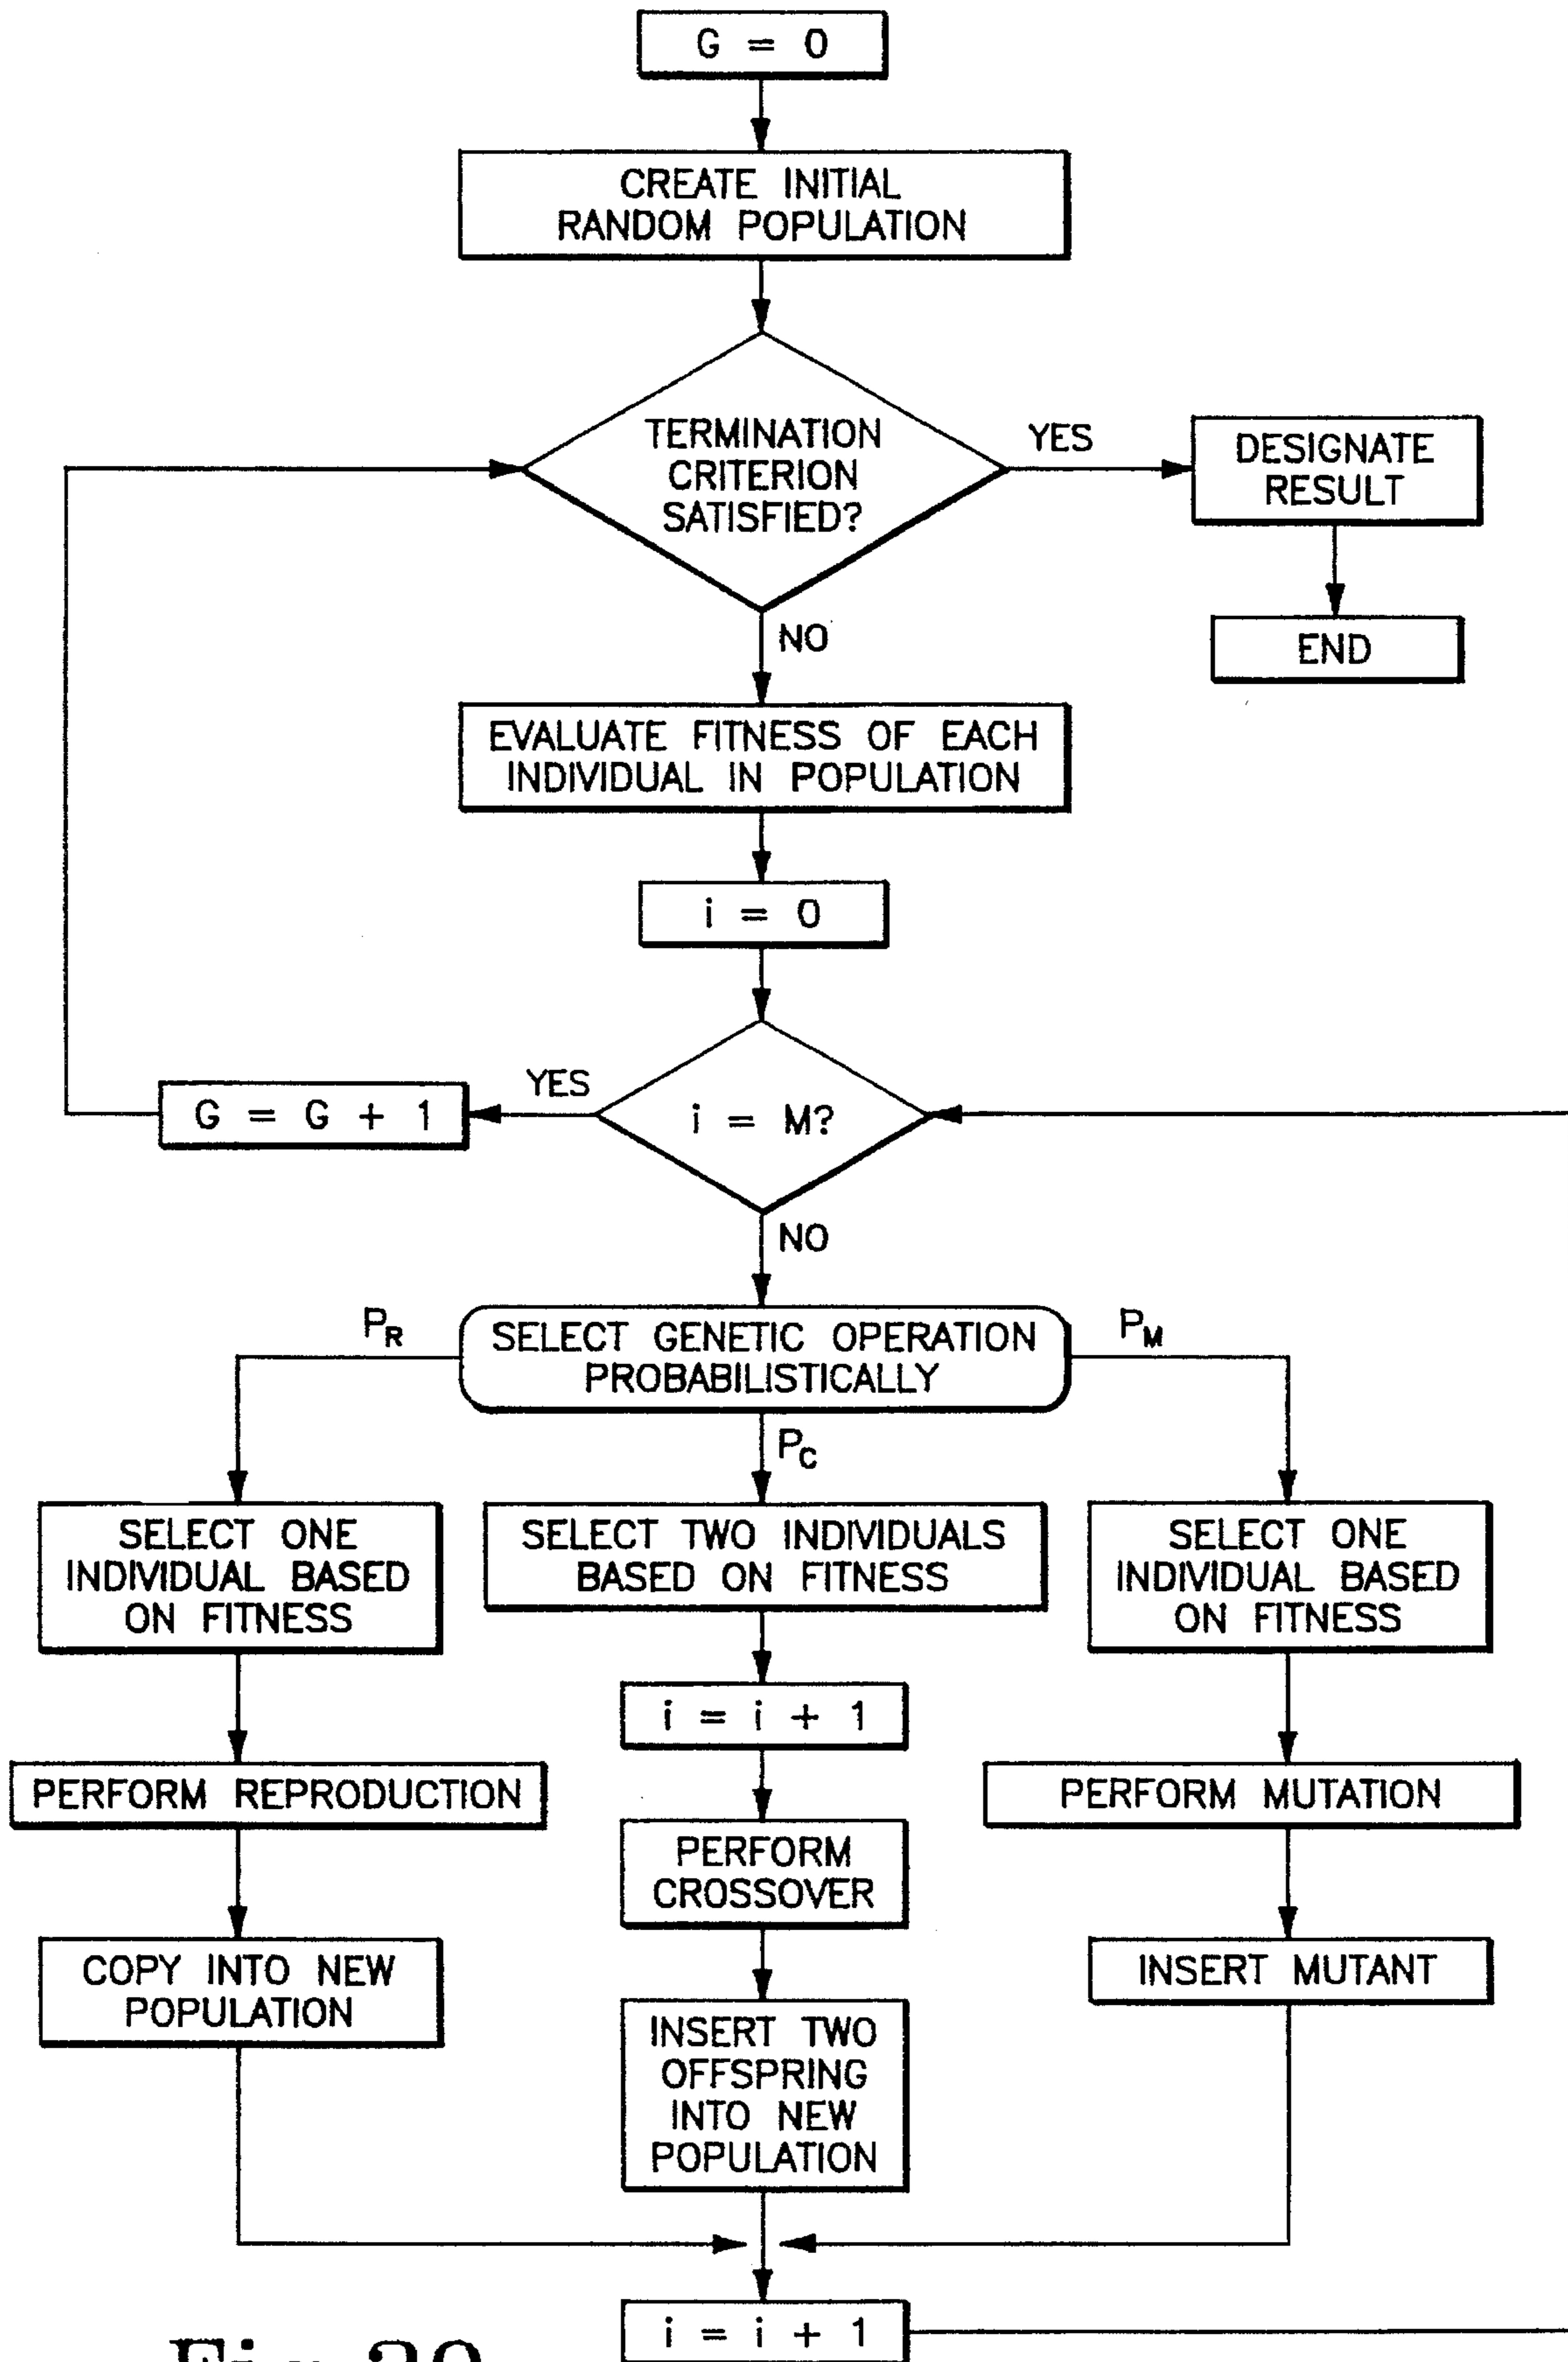 G = 0
CREATE INITIAL
RANDOM POPULATION
TERMINATION
CRITERION
SATISFIED?
YES
DESIGNATE
RESULT
END
NO
EVALUATE FITNESS OF EACH
INDIVIDUAL IN POPULATION
i = 0
i = M?
YES
G = G + 1
NO
SELECT GENETIC OPERATION
PROBABILISTICALLY
PR
PC
PM
SELECT ONE
INDIVIDUAL BASED
ON FITNESS
PERFORM REPRODUCTION
COPY INTO NEW
POPULATION
SELECT TWO INDIVIDUALS
BASED ON FITNESS
i = i + 1
PERFORM
CROSSOVER
INSERT TWO
OFFSPRING
INTO NEW
POPULATION
SELECT ONE
INDIVIDUAL BASED
ON FITNESS
PERFORM MUTATION
INSERT MUTANT
i = i + 1